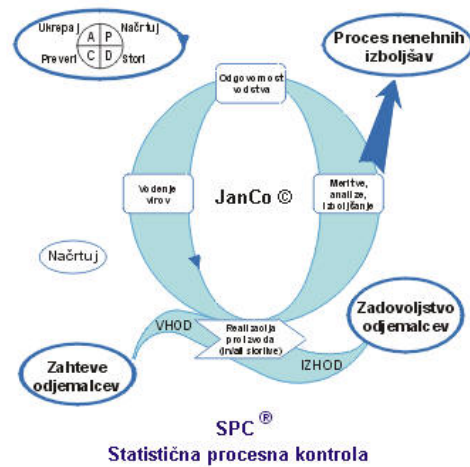 Ukrepaj
Načrtuj
A P
C D
Preveri
Stori
Proces nenehnih
izboljšav
Odgovornost
vodstva
Vodenje
virov
JanCo ©
Meritve,
analize,
izboljšanje
Načrtuj
Zadovoljstvo
odjemalcev
VHOD
Realizacija
proizvoda
(in/ali storitve)
IZHOD
Zahteve
odjemalcev
SPC ®
Statistična procesna kontrola